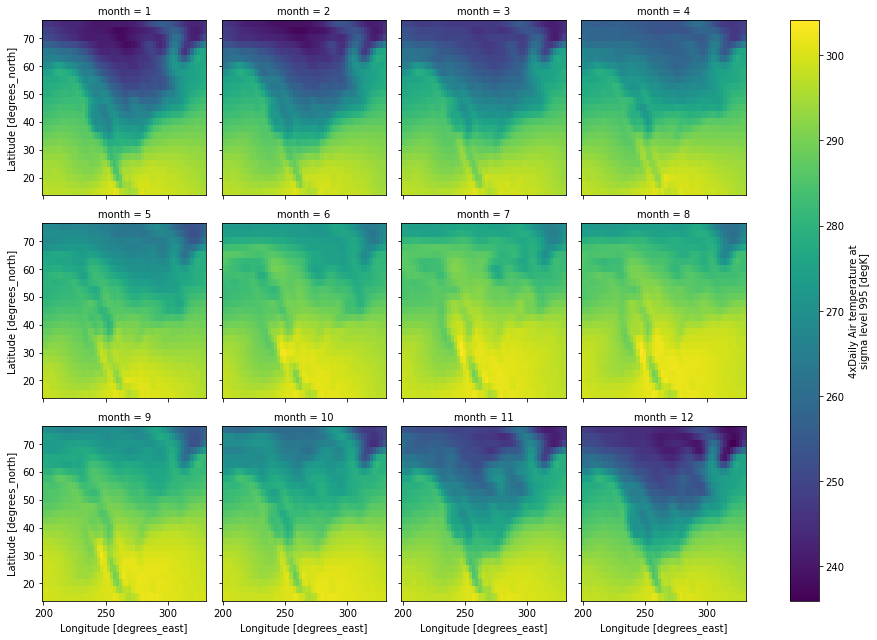 month = 1
month = 2
month = 3
month = 4
70
60
50
40
30
20
Latitude [degrees_north]
200
250
300
month = 5
month = 6
month = 7
month = 8
70
60
50
40
30
20
Latitude [degrees_north]
month = 9
month = 10
month = 11
month = 12
70
60
50
40
30
20
Latitude [degrees_north]
200
250
300
Longitude [degrees_east]
200
250
300
Longitude [degrees_east]
200
250
300
Longitude [degrees_east]
200
250
300
Longitude [degrees_east]
300
290
280
270
260
250
240
4xDaily Air temperature at
sigma level 995 [degK]